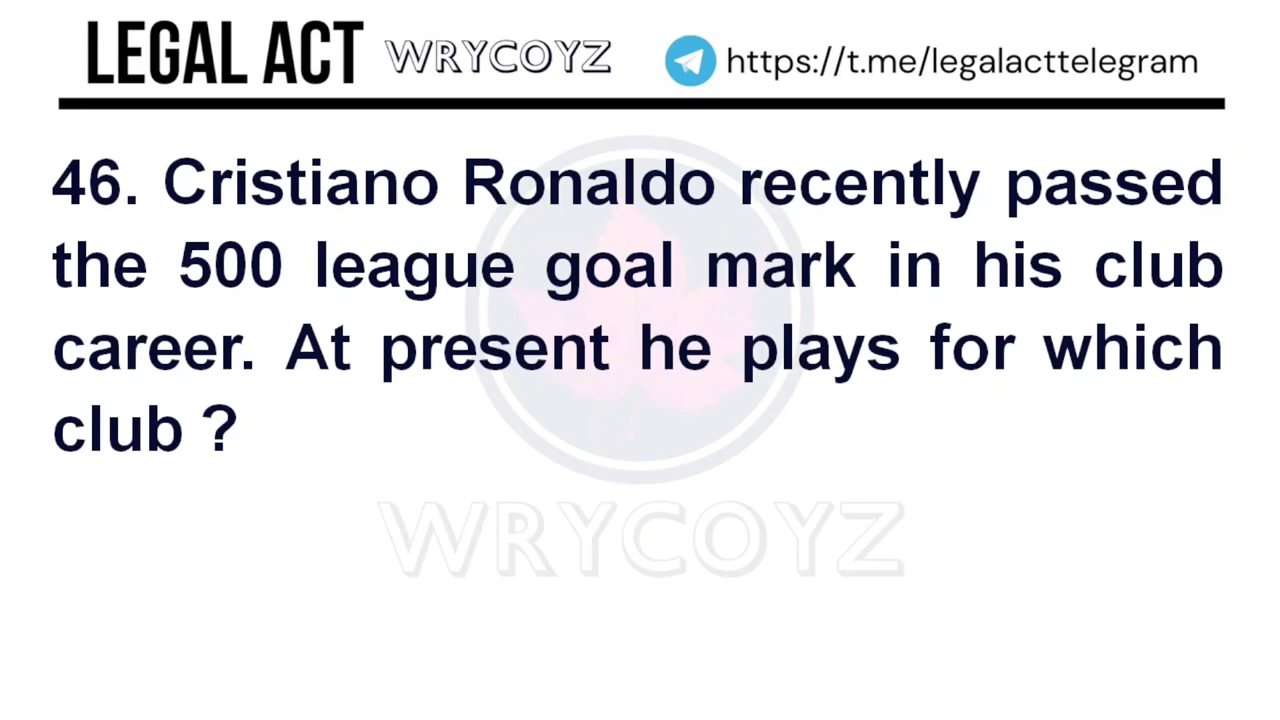 LEGAL ACT WRYCOYZ https://t.me/legalacttelegram
46. Cristiano Ronaldo recently passed
the 500 league goal mark in his club
career. At present he plays for which
club ?
WRYCOYZ